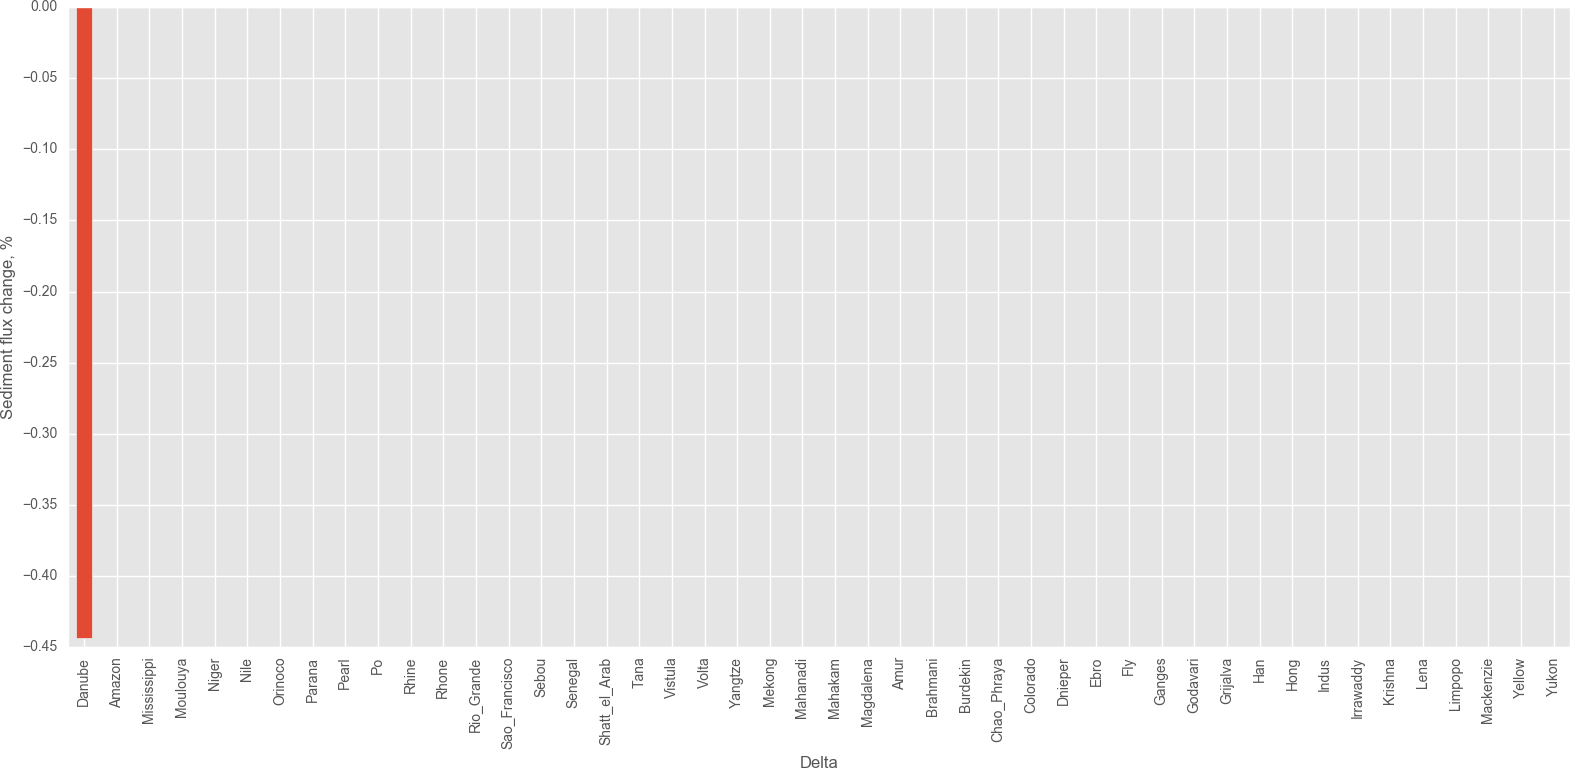 0.00
−0.05
−0.10
−0.15
−0.20
−0.25
−0.30
−0.35
−0.40
−0.45
Sediment flux change, %
Danube
Amazon
Mississippi
Moulouya
Niger
Nile
Orinoco
Parana
Pearl
Po
Rhine
Rhone
Rio_Grande
Sao_Francisco
Sebou
Senegal
Shatt_el_Arab
Tana
Vistula
Volta
Yangtze
Mekong
Mahanadi
Mahakam
Magdalena
Amur
Brahmani
Burdekin
Chao_Phraya
Colorado
Dnieper
Ebro
Fly
Ganges
Godavari
Grijalva
Han
Hong
Indus
Irrawaddy
Krishna
Lena
Limpopo
Mackenzie
Yellow
Yukon
Delta